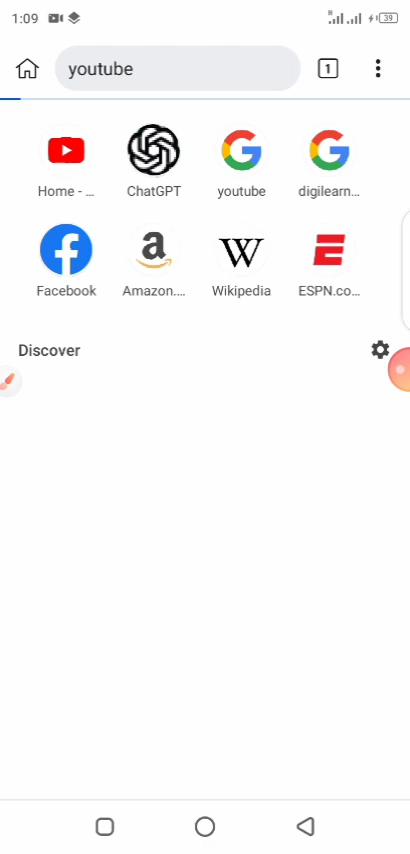 1:09 39
youtube 1
Home - ... ChatGPT youtube digilearn...
Facebook Amazon.... Wikipedia ESPN.co...
Discover